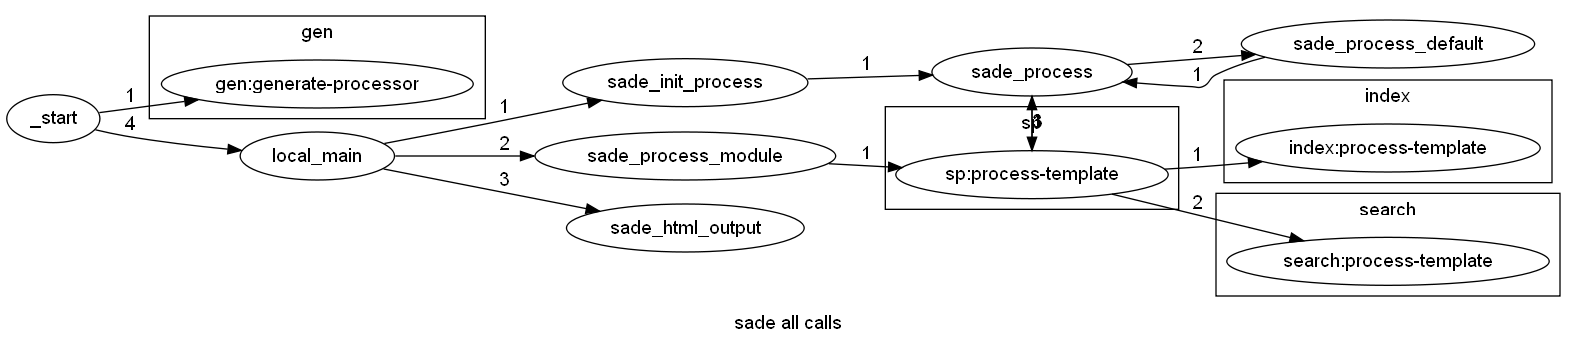 gen
gen:generate-processor
_start
1
4
local_main
1
2
3
sade_init_process
sade_process_module
sade_html_output
1
1
sade_process
sp:process-template
2
1
1
2
sade_process_default
index
index:process-template
search
search:process-template
sade all calls